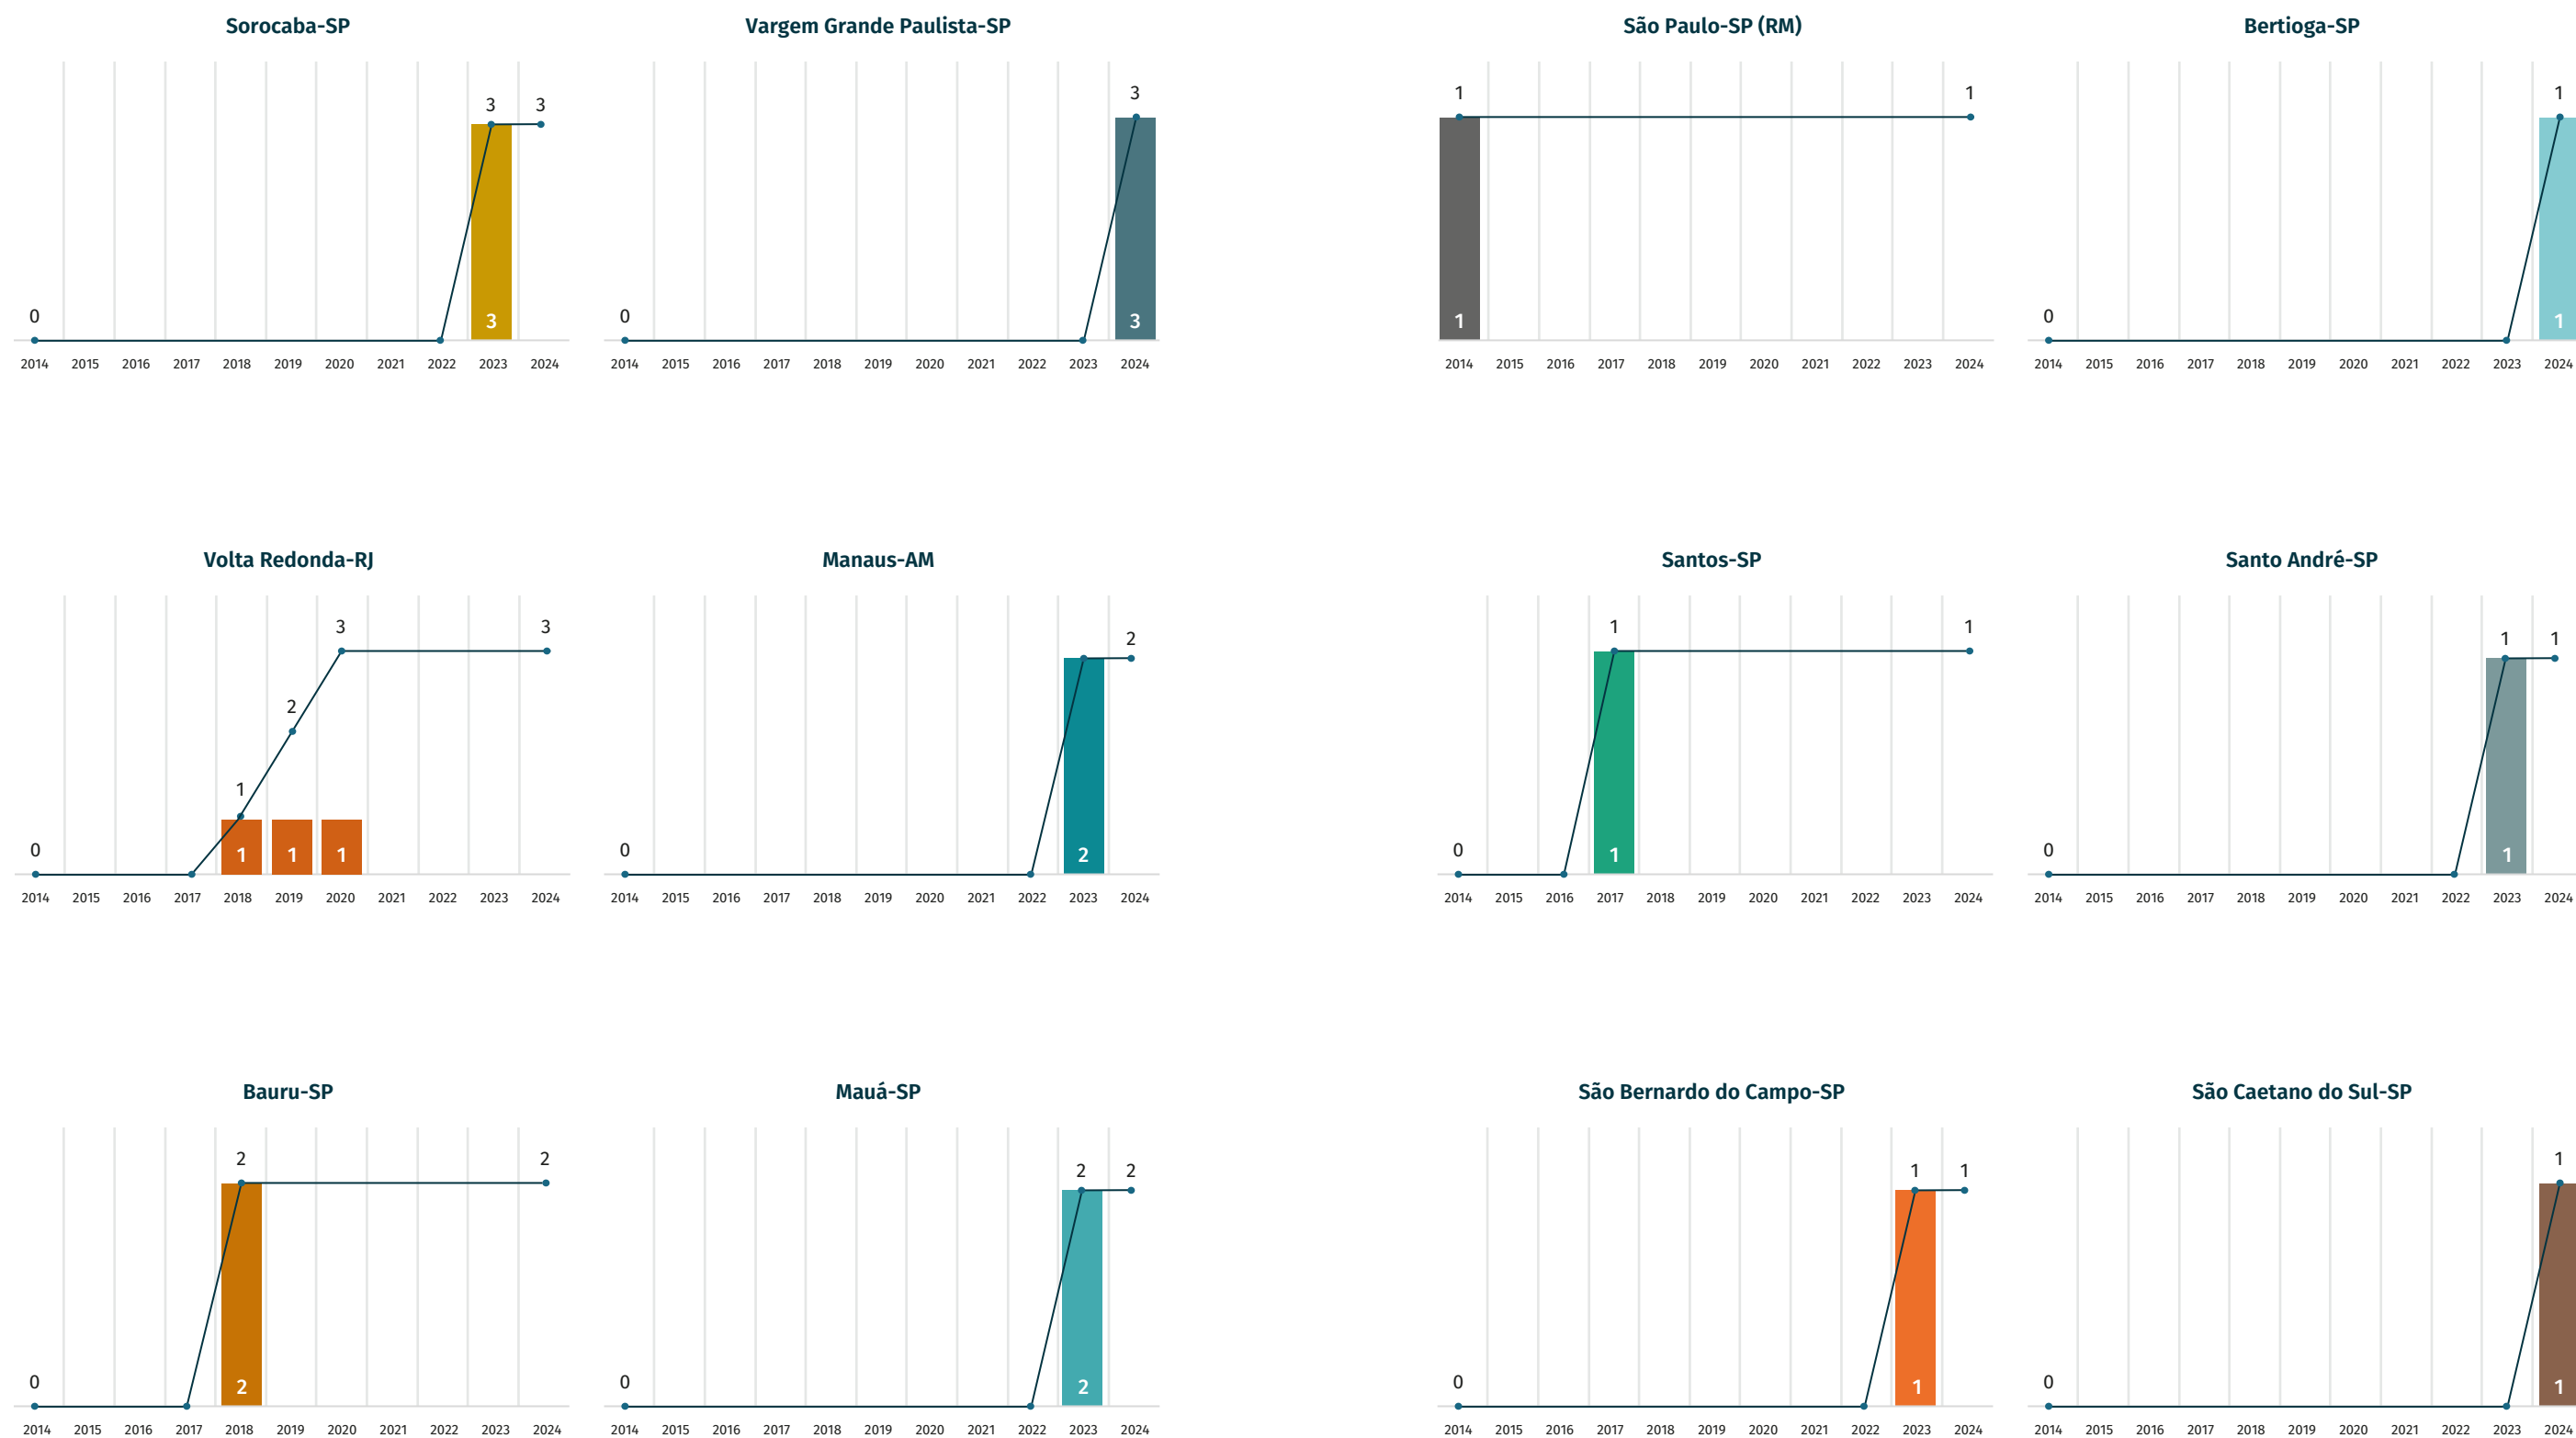 Sorocaba-SP
3 3
0
3
2014 2015 2016 2017 2018 2019 2020 2021 2022 2023 2024
Vargem Grande Paulista-SP
3
0
3
2014 2015 2016 2017 2018 2019 2020 2021 2022 2023 2024
São Paulo-SP (RM)
1 1
1
2014 2015 2016 2017 2018 2019 2020 2021 2022 2023 2024
Bertioga-SP
1
0
1
2014 2015 2016 2017 2018 2019 2020 2021 2022 2023 2024
Volta Redonda-RJ
3 3
2
1
0
1 1 1
2014 2015 2016 2017 2018 2019 2020 2021 2022 2023 2024
Manaus-AM
2
0
2
2014 2015 2016 2017 2018 2019 2020 2021 2022 2023 2024
Santos-SP
1 1
0
1
2014 2015 2016 2017 2018 2019 2020 2021 2022 2023 2024
Santo André-SP
1 1
0
1
2014 2015 2016 2017 2018 2019 2020 2021 2022 2023 2024
Bauru-SP
2 2
0
2
2014 2015 2016 2017 2018 2019 2020 2021 2022 2023 2024
Mauá-SP
2 2
0
2
2014 2015 2016 2017 2018 2019 2020 2021 2022 2023 2024
São Bernardo do Campo-SP
1 1
0
1
2014 2015 2016 2017 2018 2019 2020 2021 2022 2023 2024
São Caetano do Sul-SP
1
0
1
2014 2015 2016 2017 2018 2019 2020 2021 2022 2023 2024